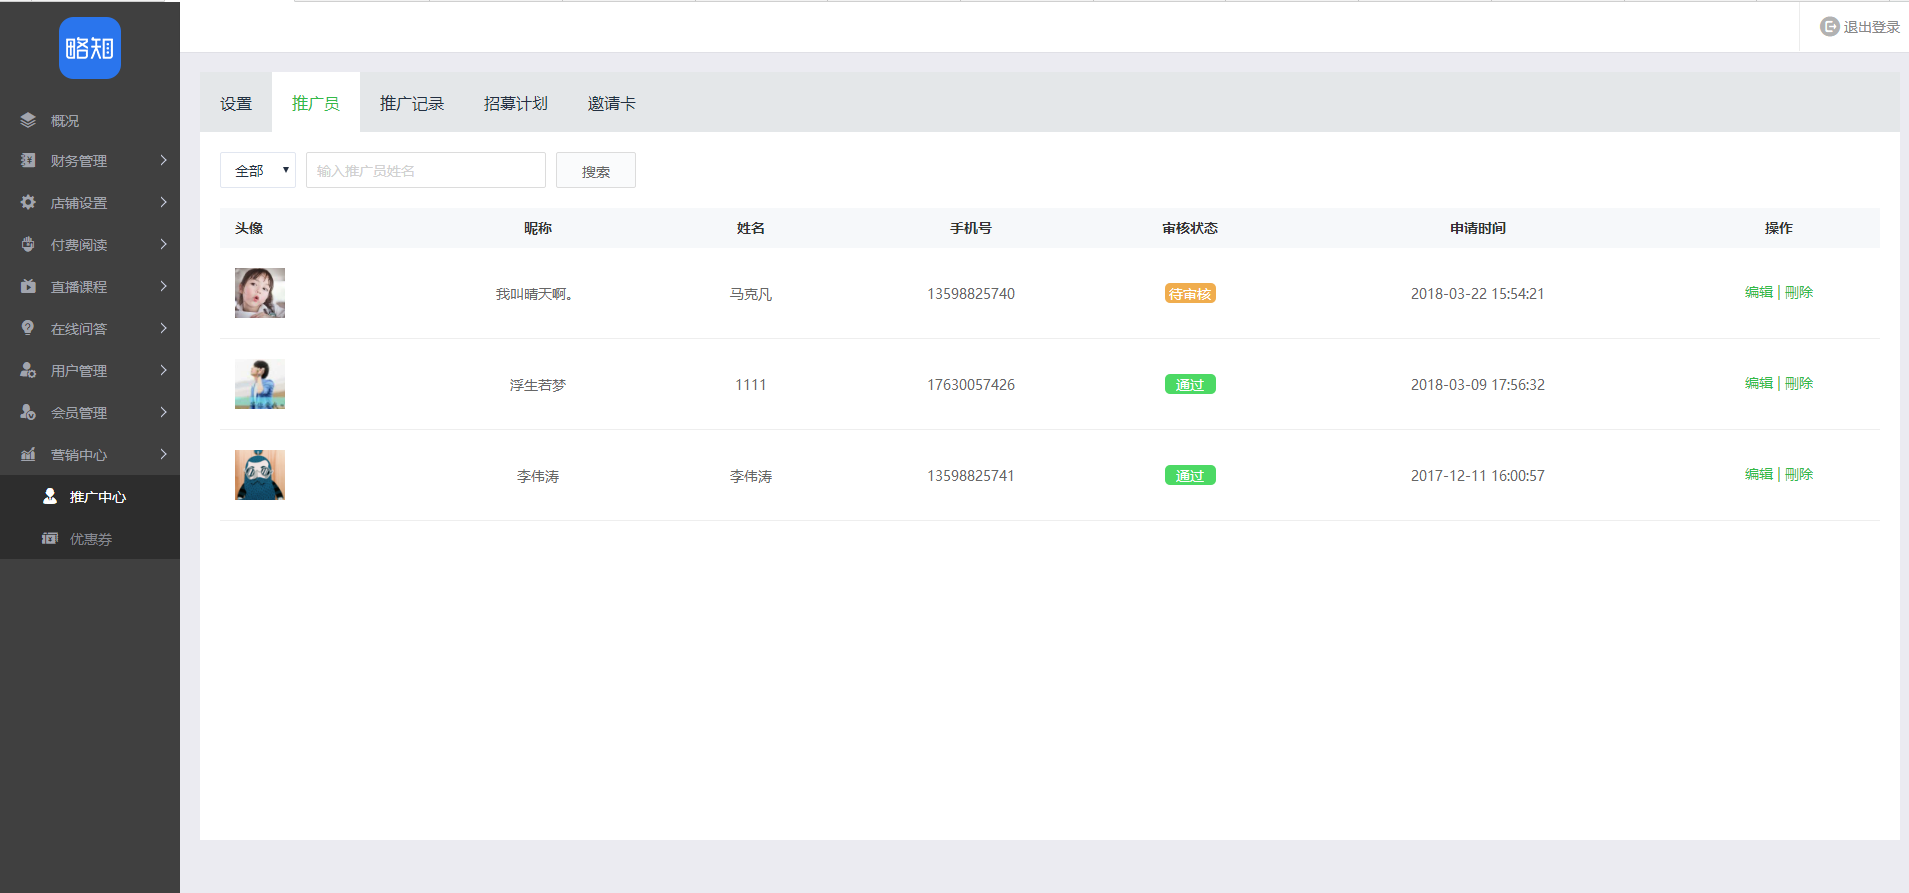 略知
退出登录
概况
财务管理
店铺设置
付费阅读
直播课程
在线问答
用户管理
会员管理
营销中心
推广中心
优惠券
设置 推广员 推广记录 招募计划 邀请卡
全部 输入推广员姓名 搜索
头像 昵称 姓名 手机号 审核状态 申请时间 操作
我叫晴天啊。 马克凡 13598825740 待审核 2018-03-22 15:54:21 编辑 | 删除
浮生若梦 1111 17630057426 通过 2018-03-09 17:56:32 编辑 | 删除
李伟涛 李伟涛 13598825741 通过 2017-12-11 16:00:57 编辑 | 删除